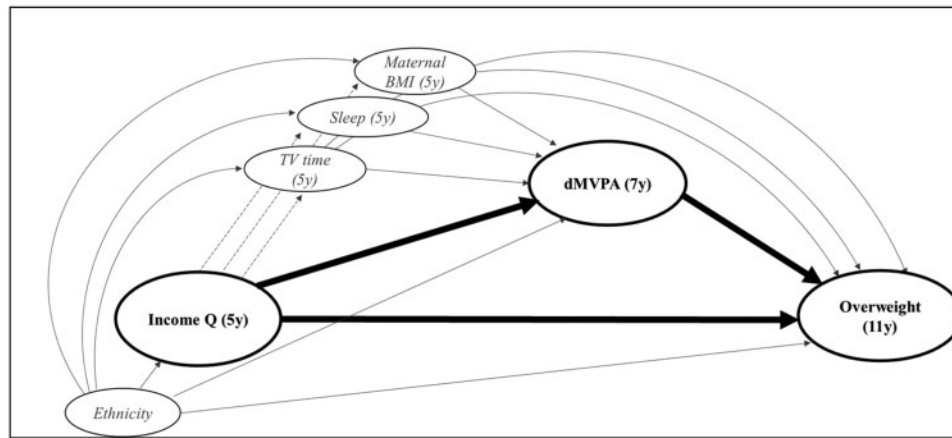 Maternal
BMI (5y)
Sleep (5y)
TV time
(5y)
dMVPA (7y)
Income Q (5y)
Overweight
(11y)
Ethnicity